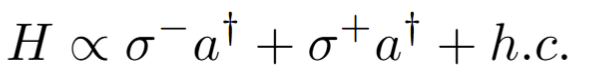 H ∝ σ⁻a† + σ⁺a† + h.c.